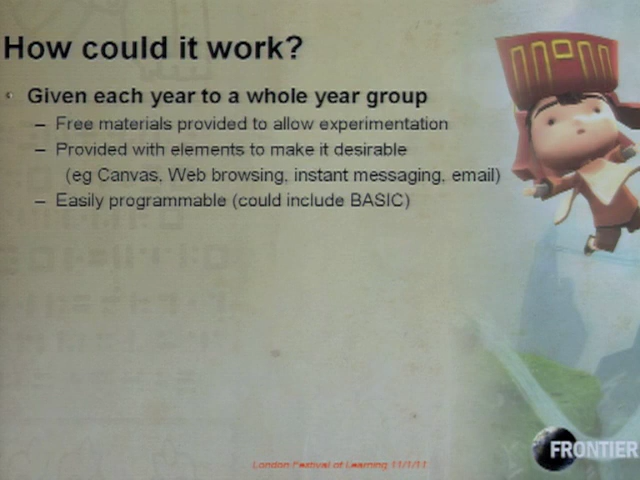 How could it work?
• Given each year to a whole year group
– Free materials provided to allow experimentation
– Provided with elements to make it desirable
(eg Canvas, Web browsing, instant messaging, email)
– Easily programmable (could include BASIC)
London Festival of Learning 11/1/11
FRONTIER